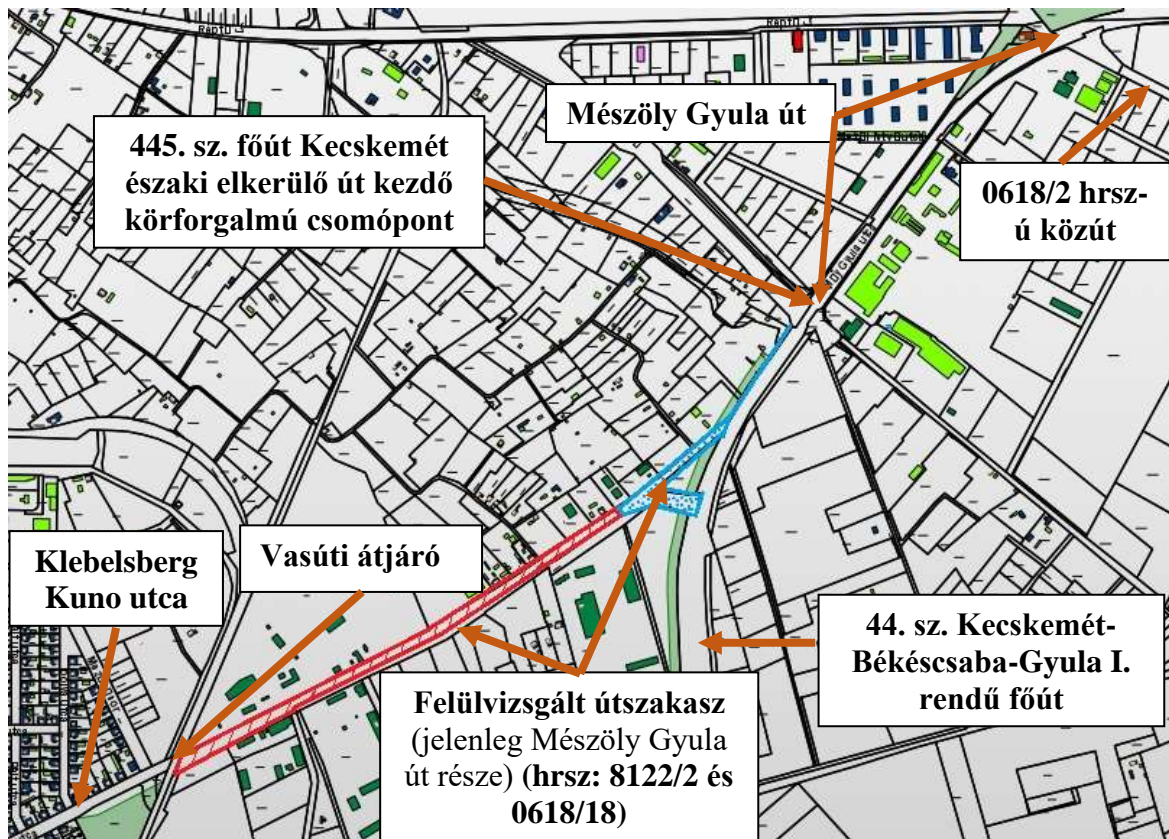 Reptü
Reptü
Mészöly Gyula út
445. sz. főút Kecskemét
északi elkerülő út kezdő
körforgalmú csomópont
0618/2 hrsz-
ú közút
Klebelsberg
Kuno utca
Vasúti átjáró
44. sz. Kecskemét-
Békéscsaba-Gyula I.
rendű főút
Felülvizsgált útszakasz
(jelenleg Mészöly Gyula
út része) (hrsz: 8122/2 és
0618/18)